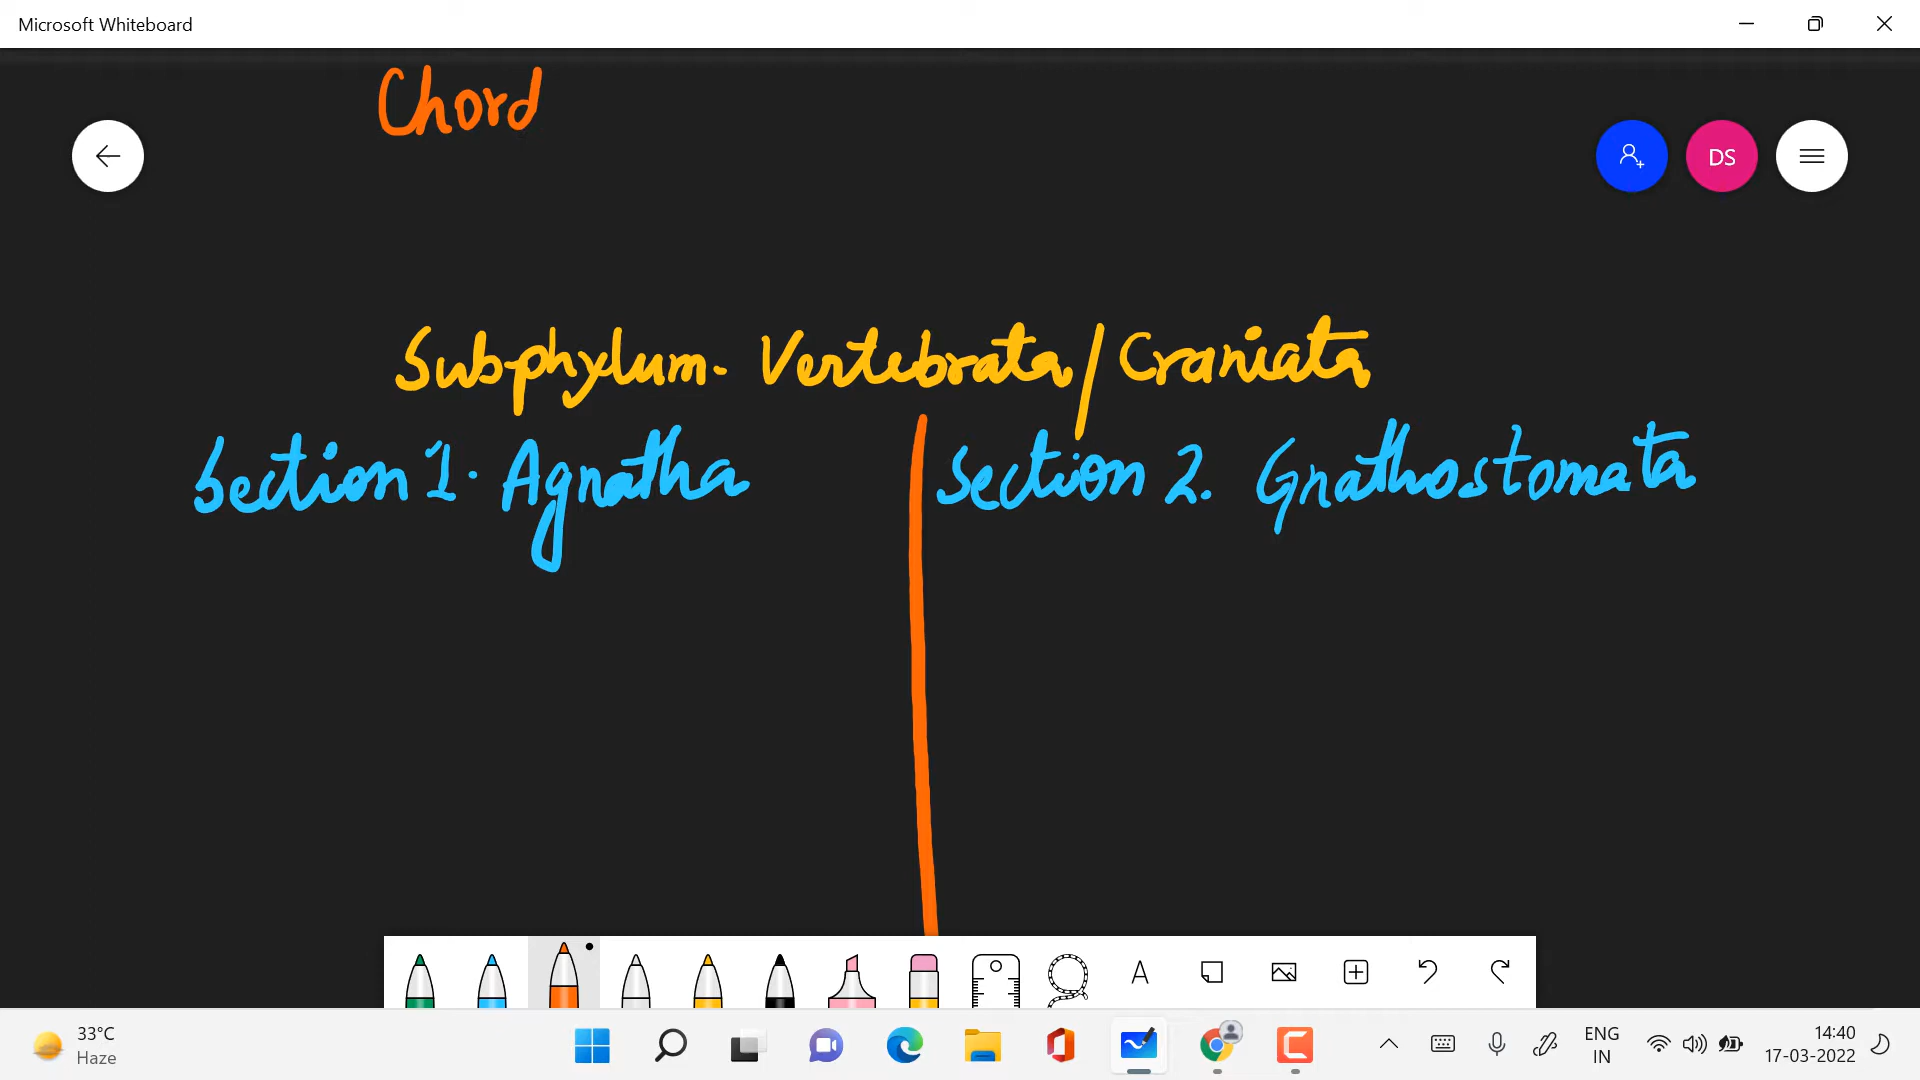 Microsoft Whiteboard
Chord
DS
Subphylum. Vertebrata/Craniata
Section 1. Agnatha
Section 2. Gnathostomata
A
33°C
Haze
ENG
IN
14:40
17-03-2022